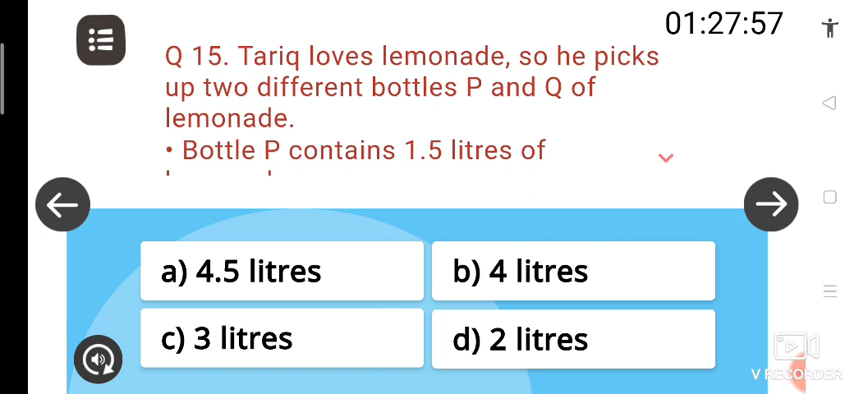 01:27:57
Q 15. Tariq loves lemonade, so he picks
up two different bottles P and Q of
lemonade.
• Bottle P contains 1.5 litres of
a) 4.5 litres
b) 4 litres
c) 3 litres
d) 2 litres
V RECORDER